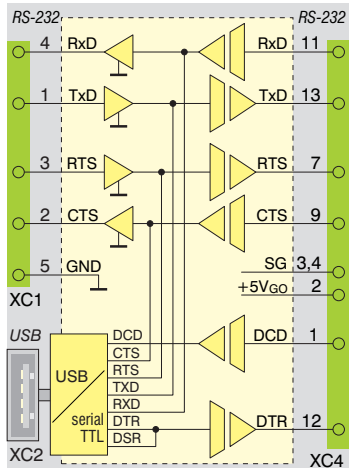 RS-232 RS-232
4 RxD RxD 11
1 TxD TxD 13
3 RTS RTS 7
2 CTS CTS 9
5 GND
SG 3,4
+5VGO 2
XC1
USB
DCD DCD 1
CTS
RTS
USB
TXD
RXD
serial
TTL
DTR DTR 12
DSR
XC2 XC4